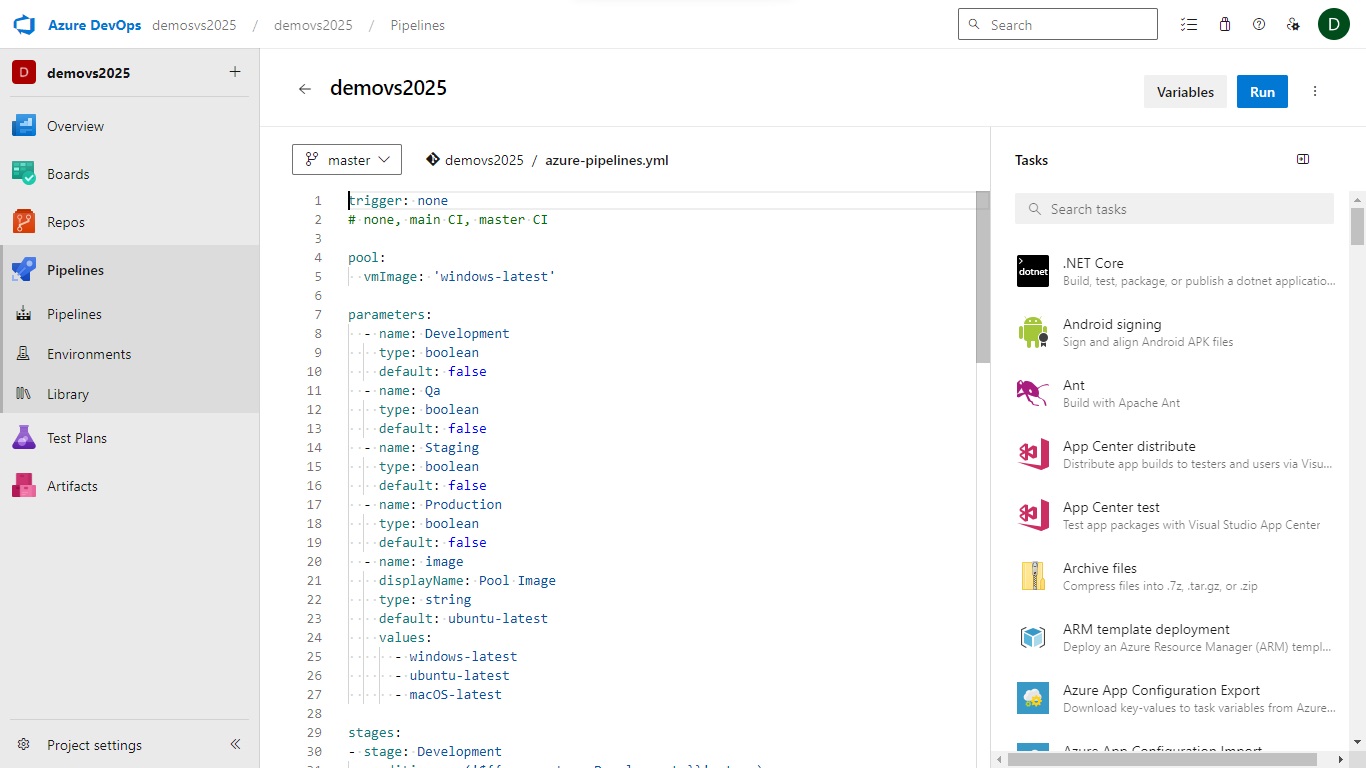 Azure DevOps demosvs2025 / demovs2025 / Pipelines
Search
D
D demovs2025
Overview
Boards
Repos
Pipelines
Pipelines
Environments
Library
Test Plans
Artifacts
Project settings
demovs2025
Variables
Run
master
demovs2025 / azure-pipelines.yml
1 trigger: none
2 # none, main CI, master CI
3
4 pool:
5   vmImage: 'windows-latest'
6
7 parameters:
8   - name: Development
9     type: boolean
10     default: false
11   - name: Qa
12     type: boolean
13     default: false
14   - name: Staging
15     type: boolean
16     default: false
17   - name: Production
18     type: boolean
19     default: false
20   - name: image
21     displayName: Pool Image
22     type: string
23     default: ubuntu-latest
24     values:
25       - windows-latest
26       - ubuntu-latest
27       - macOS-latest
28
29 stages:
30 - stage: Development
Tasks
Search tasks
dotnet
.NET Core
Build, test, package, or publish a dotnet applicatio...
Android signing
Sign and align Android APK files
Ant
Build with Apache Ant
App Center distribute
Distribute app builds to testers and users via Visu...
App Center test
Test app packages with Visual Studio App Center
Archive files
Compress files into .7z, .tar.gz, or .zip
ARM template deployment
Deploy an Azure Resource Manager (ARM) templ...
Azure App Configuration Export
Download key-values to task variables from Azure...
Azure App Configuration Import